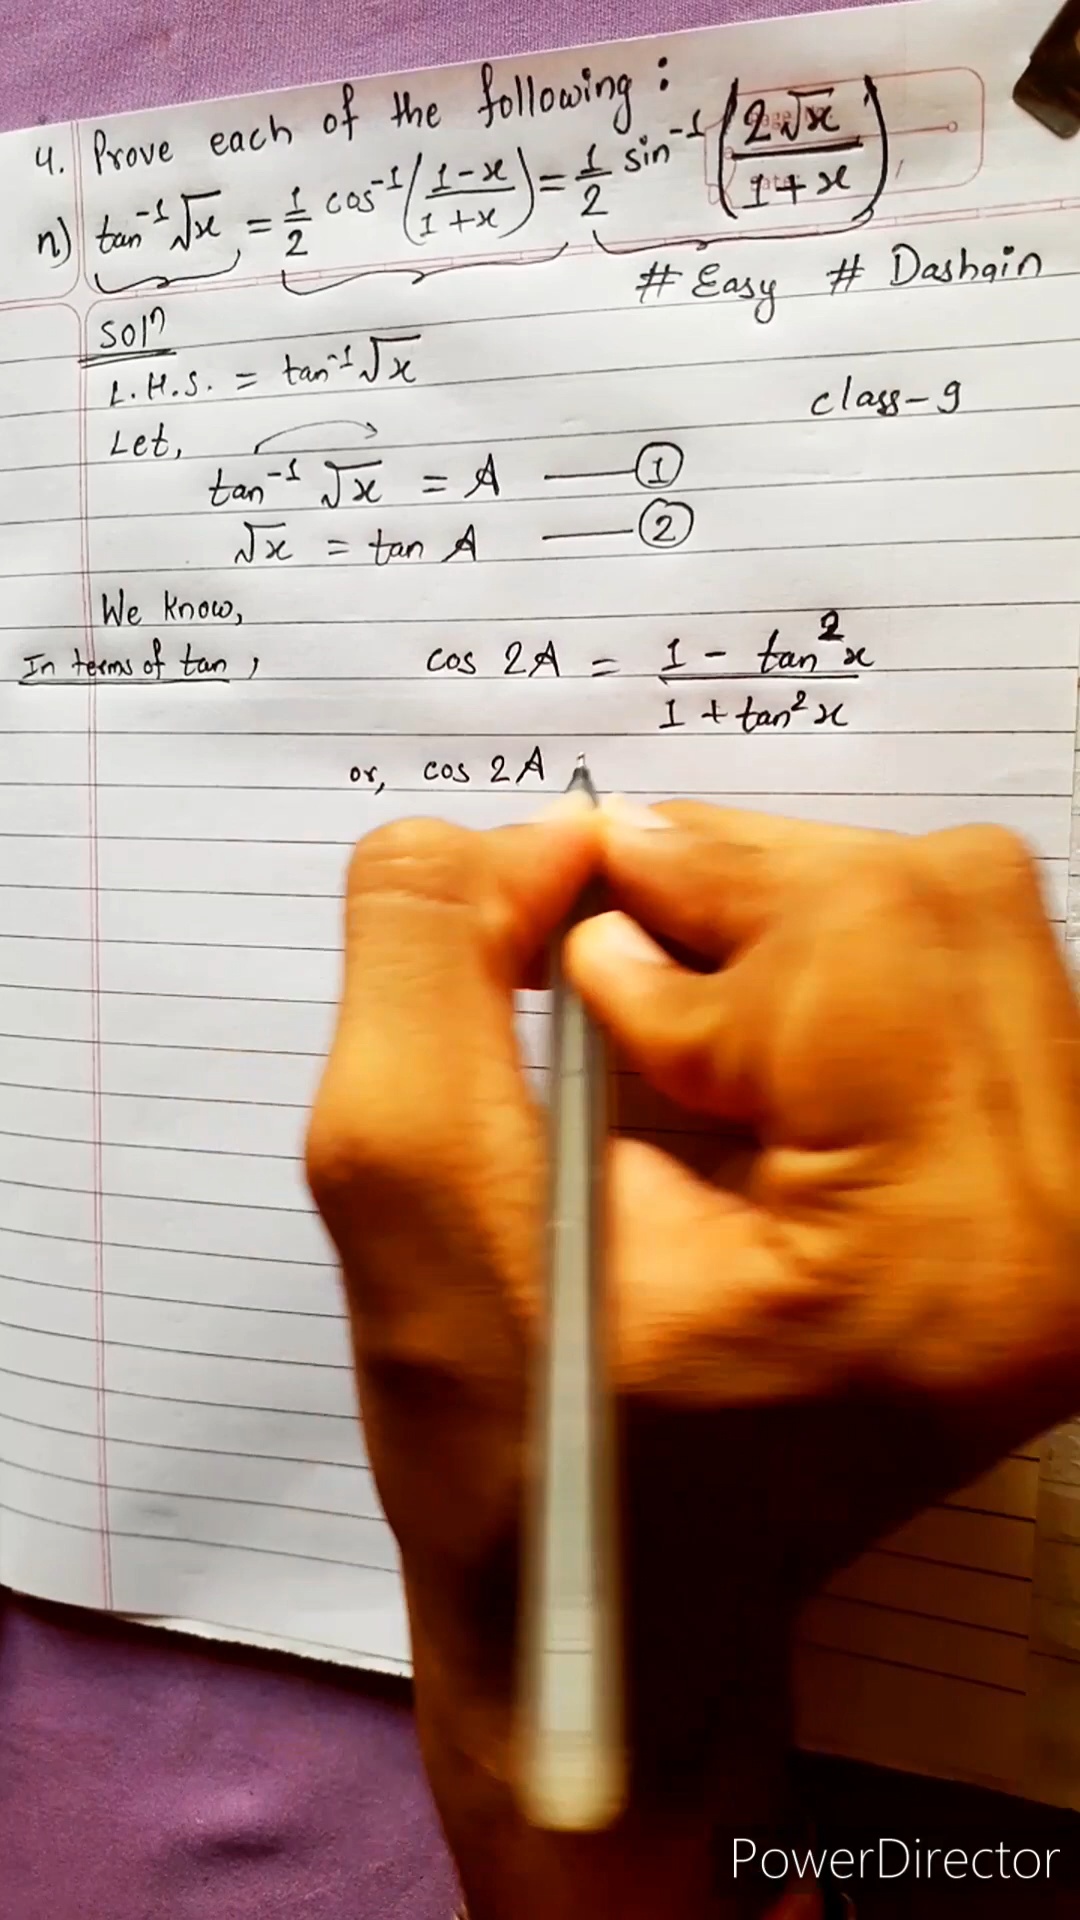 4. Prove each of the following :
n) tan⁻¹√x = 1/2 cos⁻¹((1-x)/(1+x)) = 1/2 sin⁻¹(2√x/(1+x))
# Easy # Dashain
Solⁿ
L.H.S. = tan⁻¹√x
class-9
Let,
tan⁻¹ √x = A —— ①
√x = tan A —— ②
We know,
In terms of tan, cos 2A = (1 - tan²x)/(1 + tan²x)
or, cos 2A
PowerDirector